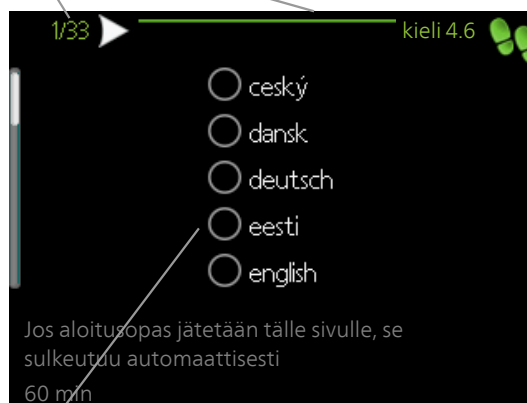 1/33
kieli 4.6
ceský
dansk
deutsch
eesti
english
Jos aloitusopas jätetään tälle sivulle, se
sulkeutuu automaattisesti
60 min